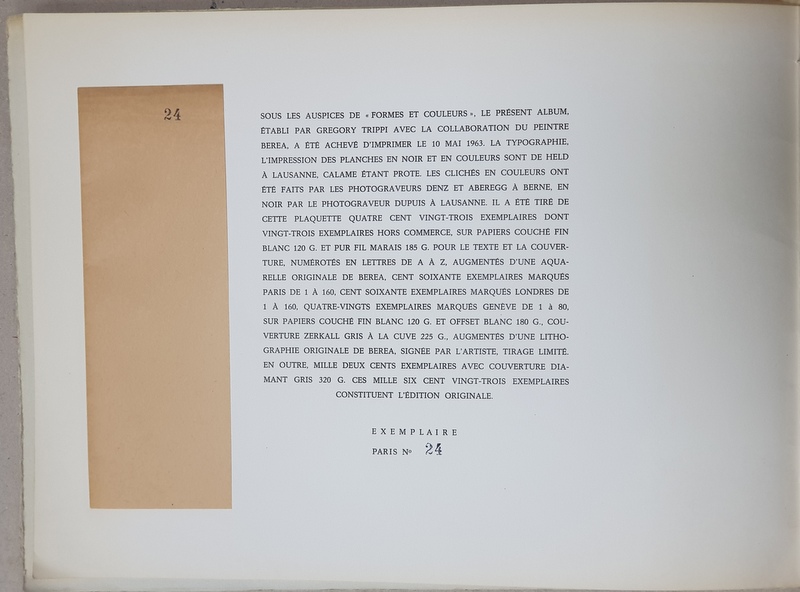 24
SOUS LES AUSPICES DE « FORMES ET COULEURS », LE PRÉSENT ALBUM,
ÉTABLI PAR GREGORY TRIPPI AVEC LA COLLABORATION DU PEINTRE
BEREA, A ÉTÉ ACHEVÉ D'IMPRIMER LE 10 MAI 1963. LA TYPOGRAPHIE,
L'IMPRESSION DES PLANCHES EN NOIR ET EN COULEURS SONT DE HELD
À LAUSANNE, CALAME ÉTANT PROTE. LES CLICHÉS EN COULEURS ONT
ÉTÉ FAITS PAR LES PHOTOGRAVEURS DENZ ET ABEREGG À BERNE, EN
NOIR PAR LE PHOTOGRAVEUR DUPUIS À LAUSANNE. IL A ÉTÉ TIRÉ DE
CETTE PLAQUETTE QUATRE CENT VINGT-TROIS EXEMPLAIRES DONT
VINGT-TROIS EXEMPLAIRES HORS COMMERCE, SUR PAPIERS COUCHÉ FIN
BLANC 120 G. ET PUR FIL MARAIS 185 G. POUR LE TEXTE ET LA COUVER-
TURE, NUMÉROTÉS EN LETTRES DE A À Z, AUGMENTÉS D'UNE AQUA-
RELLE ORIGINALE DE BEREA, CENT SOIXANTE EXEMPLAIRES MARQUÉS
PARIS DE 1 À 160, CENT SOIXANTE EXEMPLAIRES MARQUÉS LONDRES DE
1 À 160, QUATRE-VINGTS EXEMPLAIRES MARQUÉS GENÈVE DE 1 à 80,
SUR PAPIERS COUCHÉ FIN BLANC 120 G. ET OFFSET BLANC 180 G., COU-
VERTURE ZERKALL GRIS À LA CUVE 225 G., AUGMENTÉS D'UNE LITHO-
GRAPHIE ORIGINALE DE BEREA, SIGNÉE PAR L'ARTISTE, TIRAGE LIMITÉ.
EN OUTRE, MILLE DEUX CENTS EXEMPLAIRES AVEC COUVERTURE DIA-
MANT GRIS 320 G. CES MILLE SIX CENT VINGT-TROIS EXEMPLAIRES
CONSTITUENT L'ÉDITION ORIGINALE.
EXEMPLAIRE
PARIS Nº 24